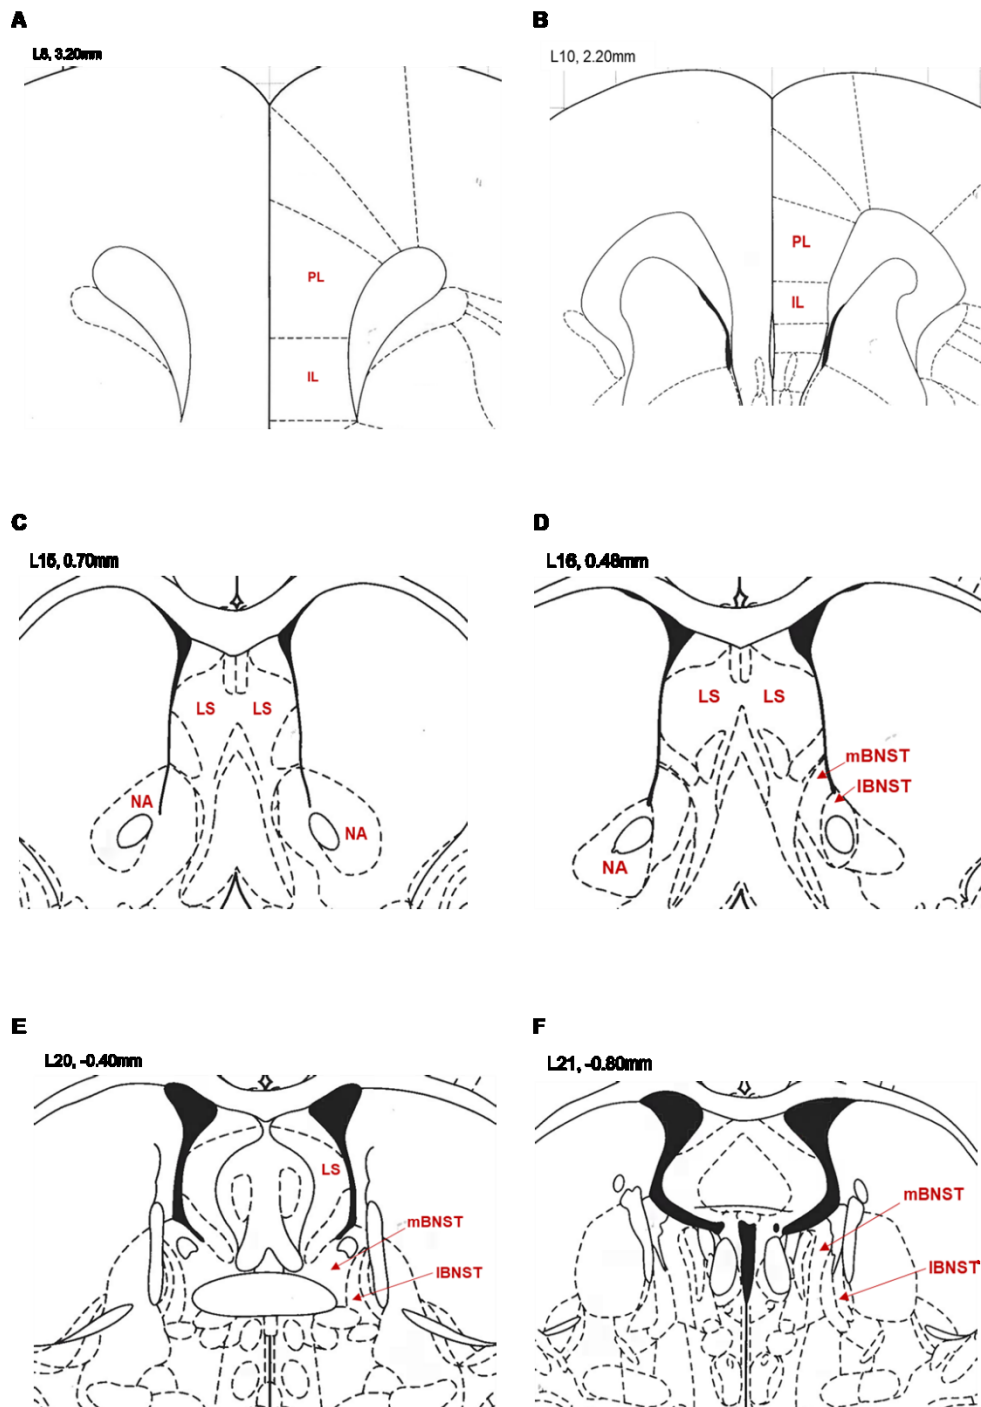 A
L8, 3.20mm
PL
IL
B
L10, 2.20mm
PL
IL
C
L15, 0.70mm
LS LS
NA
NA
D
L16, 0.48mm
LS LS
mBNST
lBNST
NA
E
L20, -0.40mm
LS
mBNST
lBNST
F
L21, -0.80mm
mBNST
lBNST